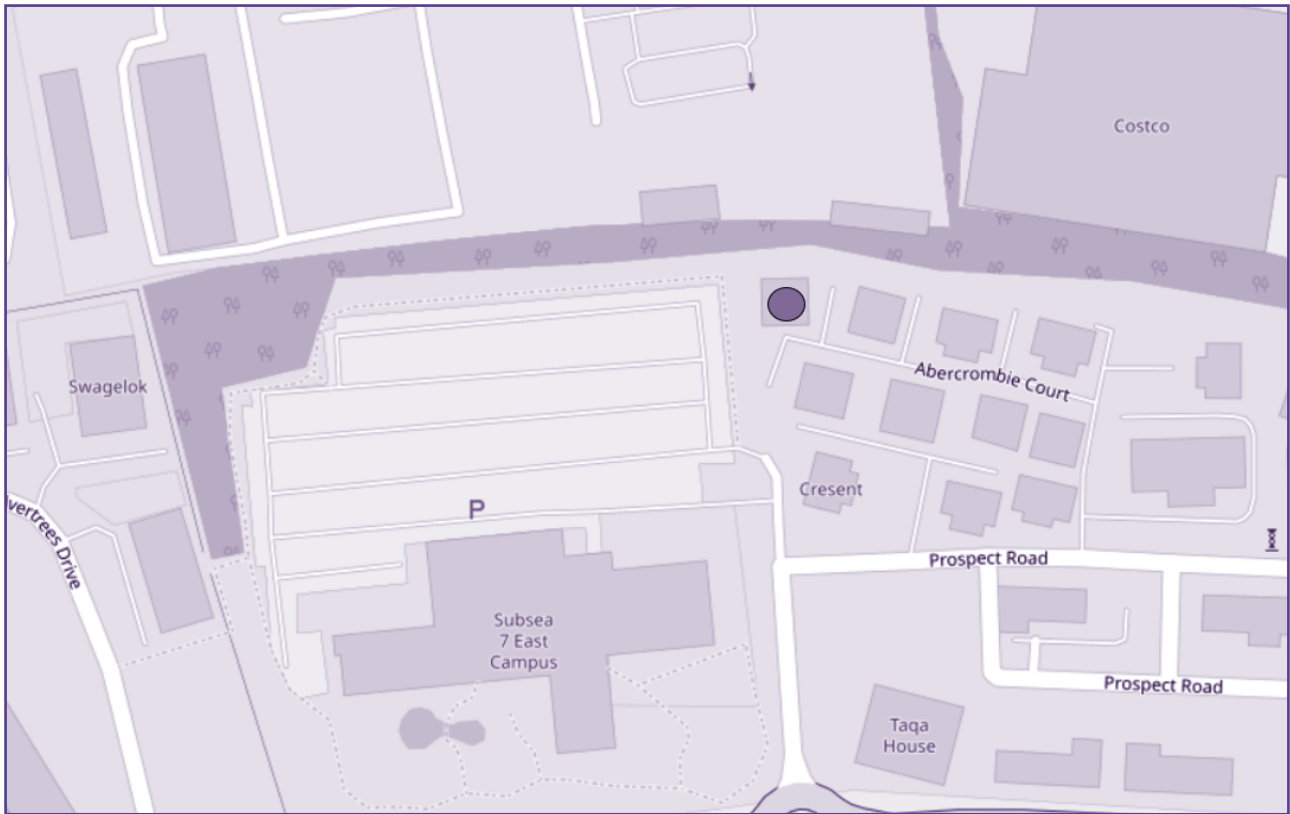 Costco
Swagelok
Abercrombie Court
Cresent
P
vertrees Drive
Prospect Road
Subsea
7 East
Campus
Prospect Road
Taqa
House